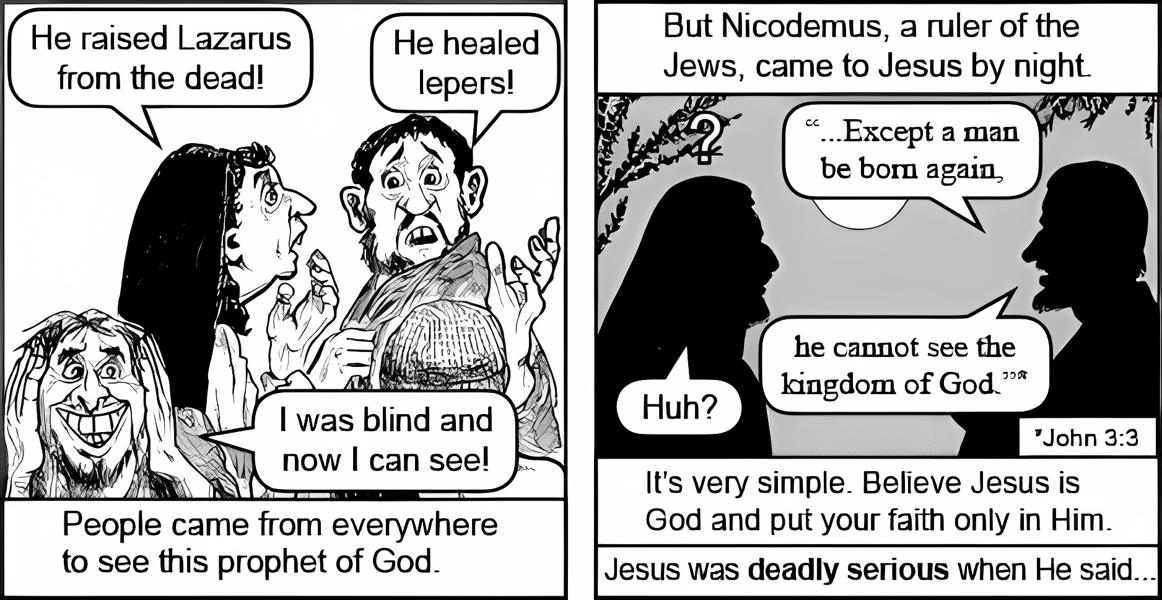 He raised Lazarus
from the dead!
He healed
lepers!
I was blind and
now I can see!
People came from everywhere
to see this prophet of God.
But Nicodemus, a ruler of the
Jews, came to Jesus by night.
?
“...Except a man
be born again,
he cannot see the
kingdom of God.”*
Huh?
*John 3:3
It's very simple. Believe Jesus is
God and put your faith only in Him.
Jesus was deadly serious when He said...